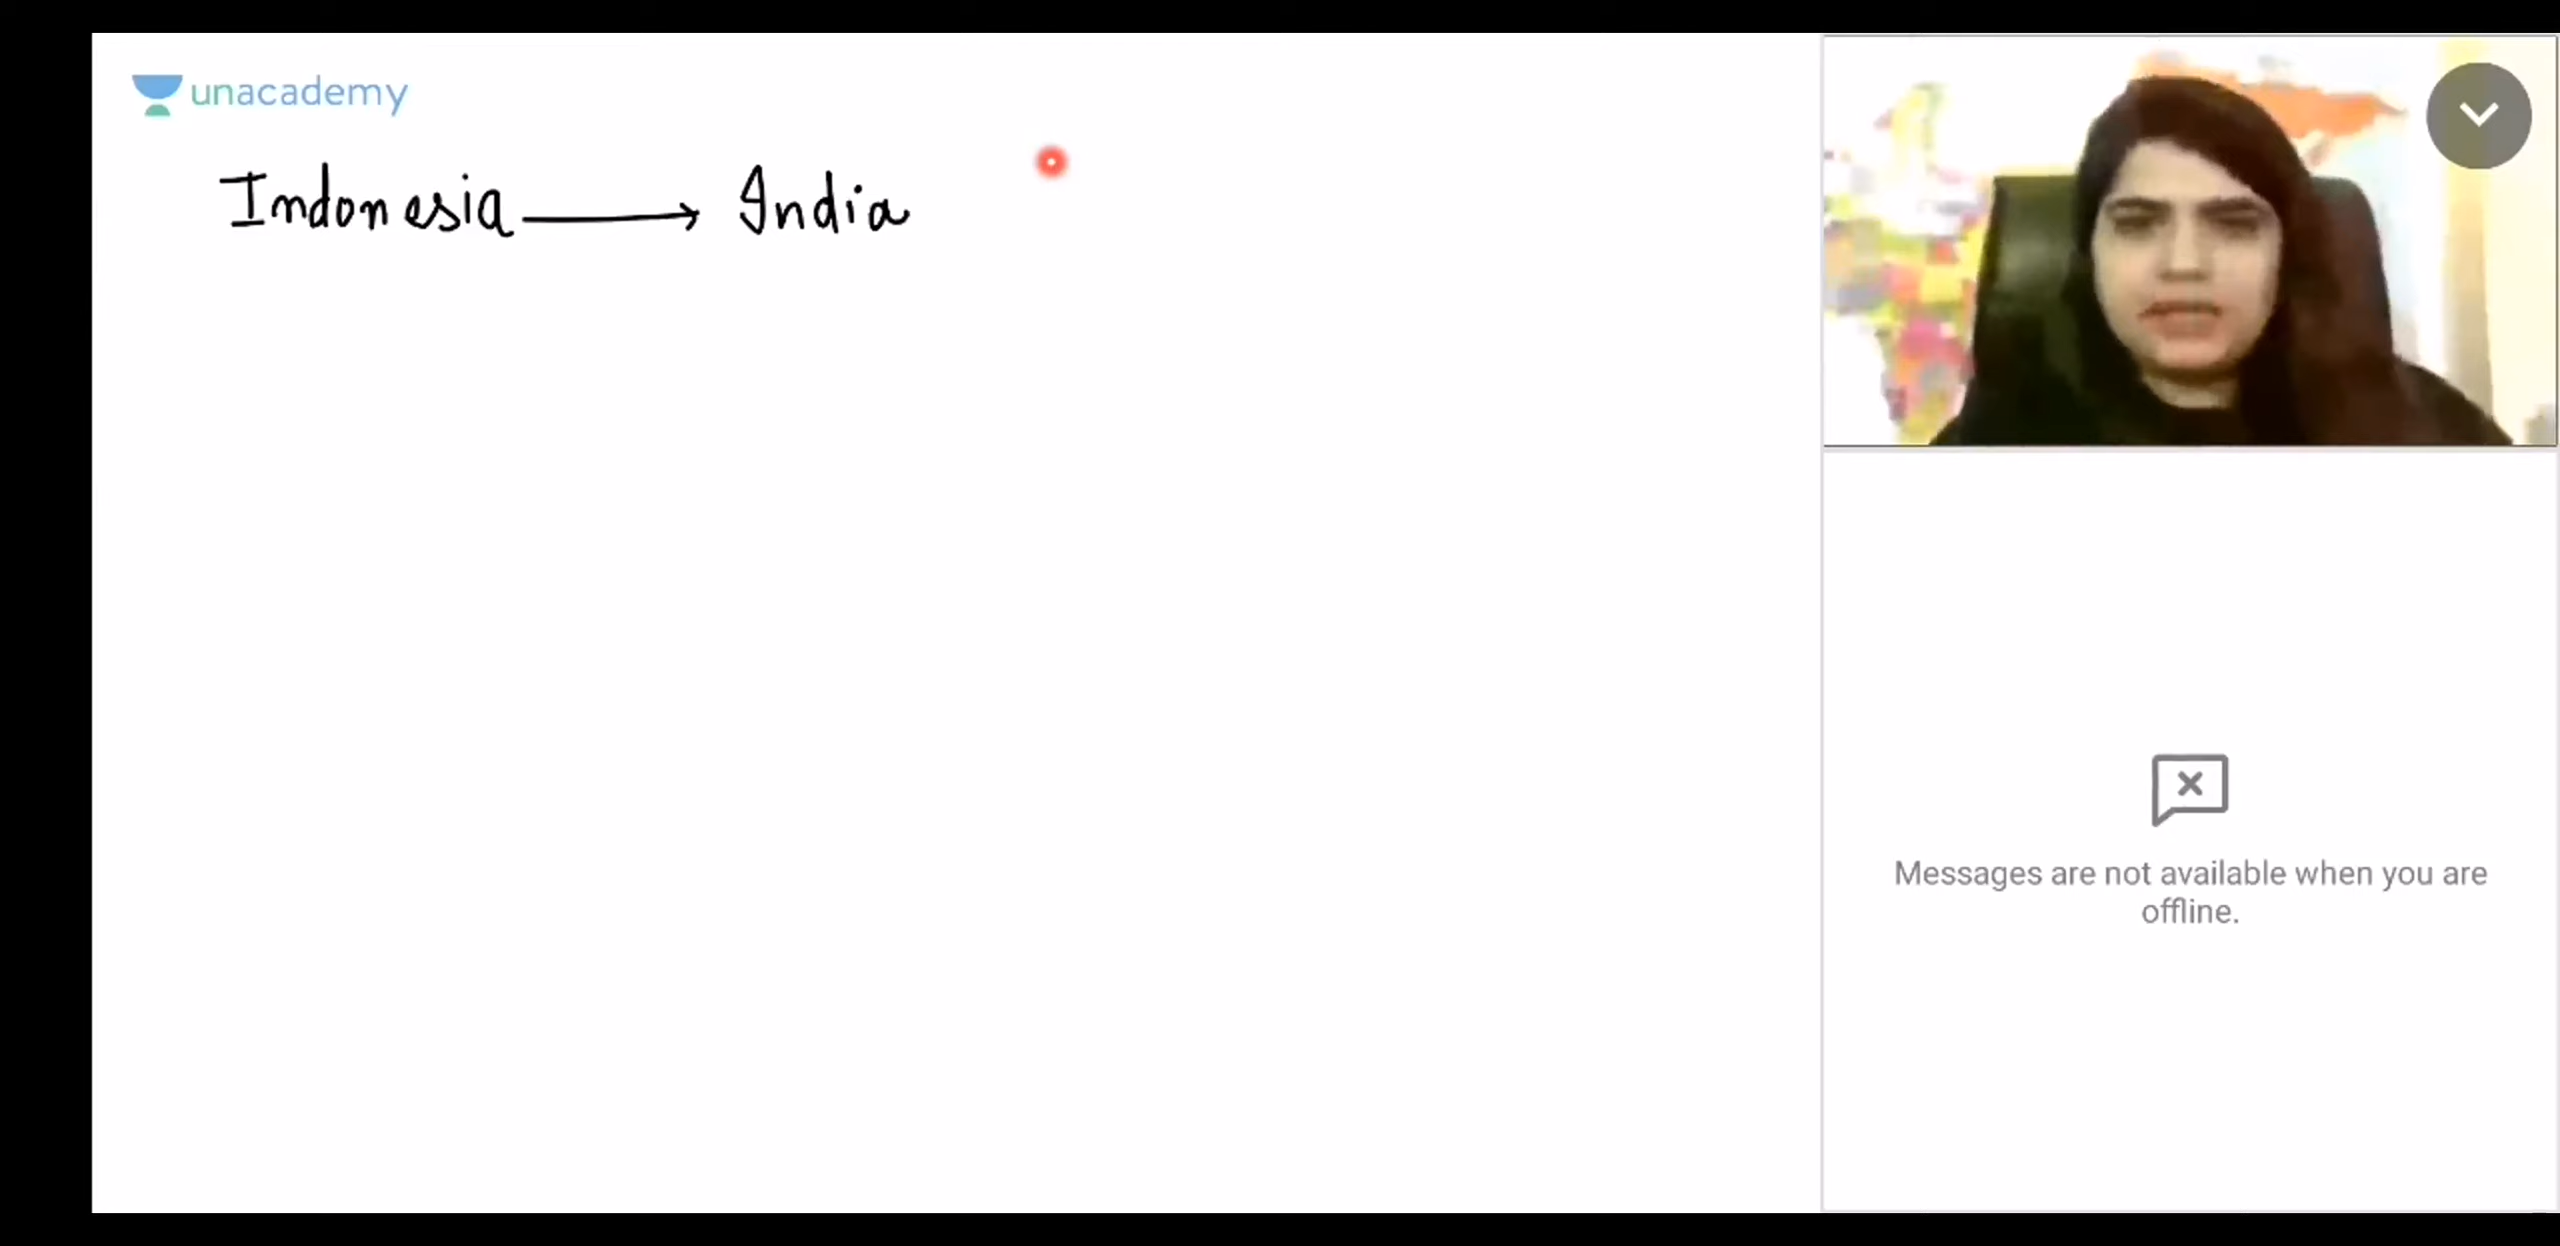 unacademy
Indonesia → India
Messages are not available when you are
offline.